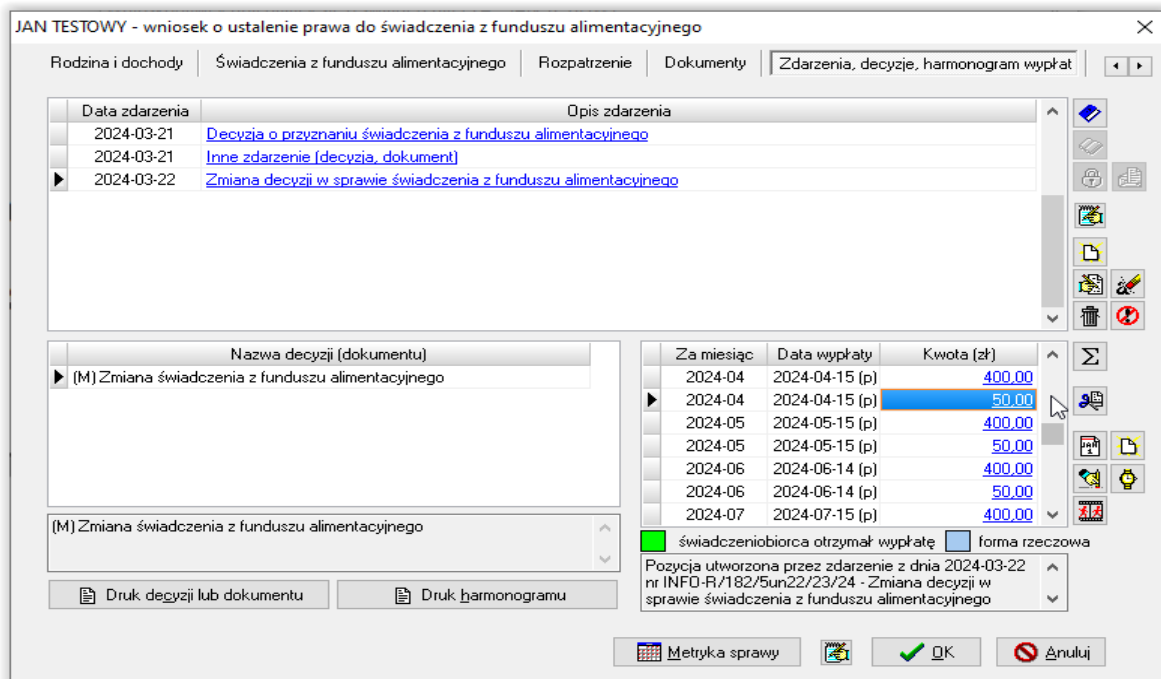 JAN TESTOWY - wniosek o ustalenie prawa do świadczenia z funduszu alimentacyjnego
Rodzina i dochody Świadczenia z funduszu alimentacyjnego Rozpatrzenie Dokumenty Zdarzenia, decyzje, harmonogram wypłat
Data zdarzenia Opis zdarzenia
2024-03-21 Decyzja o przyznaniu świadczenia z funduszu alimentacyjnego
2024-03-21 Inne zdarzenie (decyzja, dokument)
2024-03-22 Zmiana decyzji w sprawie świadczenia z funduszu alimentacyjnego
Nazwa decyzji (dokumentu)
(M) Zmiana świadczenia z funduszu alimentacyjnego
Za miesiąc Data wypłaty Kwota (zł)
2024-04 2024-04-15 (p) 400,00
2024-04 2024-04-15 (p) 50,00
2024-05 2024-05-15 (p) 400,00
2024-05 2024-05-15 (p) 50,00
2024-06 2024-06-14 (p) 400,00
2024-06 2024-06-14 (p) 50,00
2024-07 2024-07-15 (p) 400,00
(M) Zmiana świadczenia z funduszu alimentacyjnego
świadczeniobiorca otrzymał wypłatę forma rzeczowa
Pozycja utworzona przez zdarzenie z dnia 2024-03-22
nr INFO-R/182/5un22/23/24 - Zmiana decyzji w
sprawie świadczenia z funduszu alimentacyjnego
Druk decyzji lub dokumentu Druk harmonogramu
Metryka sprawy OK Anuluj